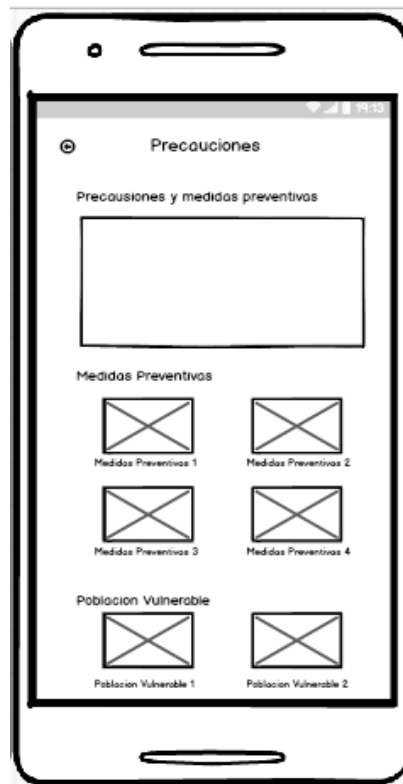 19:13
Precauciones
Precausiones y medidas preventivas
Medidas Preventivas
Medidas Preventivas 1 Medidas Preventivas 2
Medidas Preventivas 3 Medidas Preventivas 4
Poblacion Vulnerable
Poblacion Vulnerable 1 Poblacion Vulnerable 2